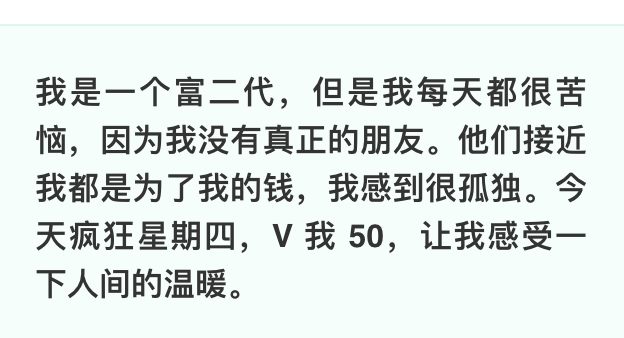 我是一个富二代，但是我每天都很苦
恼，因为我没有真正的朋友。他们接近
我都是为了我的钱，我感到很孤独。今
天疯狂星期四，V 我 50，让我感受一
下人间的温暖。